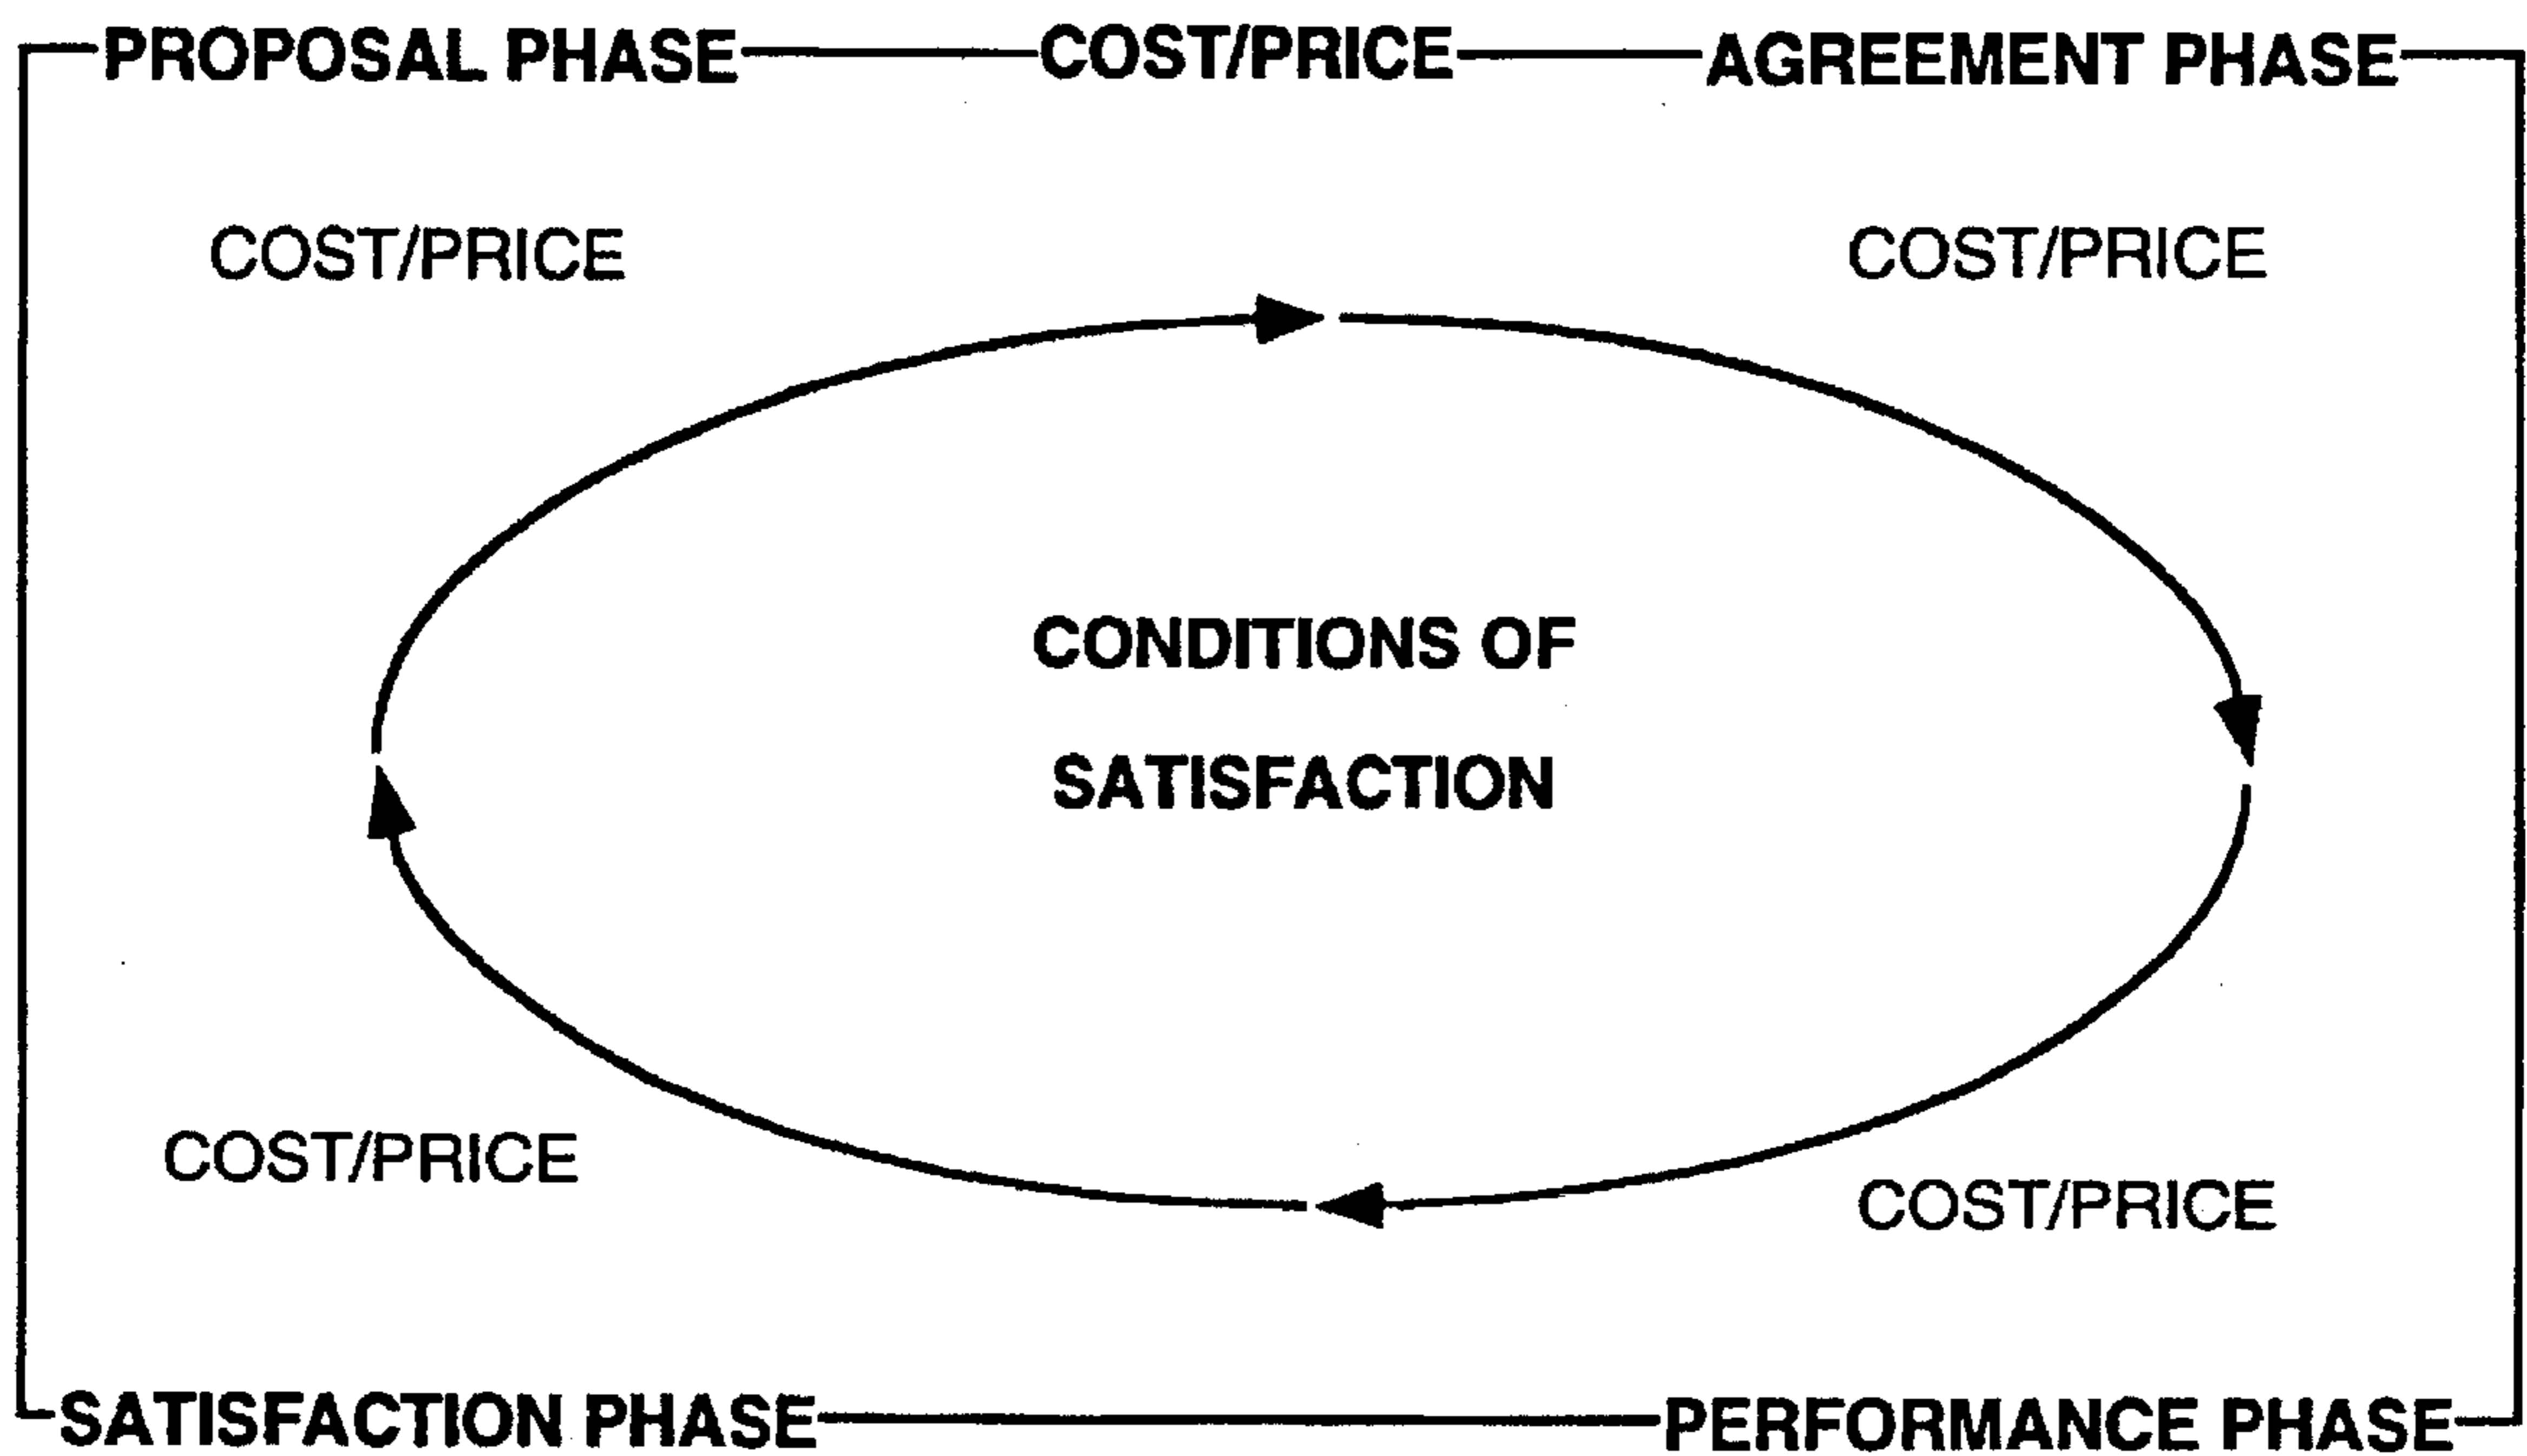 PROPOSAL PHASE COST/PRICE AGREEMENT PHASE
COST/PRICE COST/PRICE
CONDITIONS OF
SATISFACTION
COST/PRICE COST/PRICE
SATISFACTION PHASE PERFORMANCE PHASE